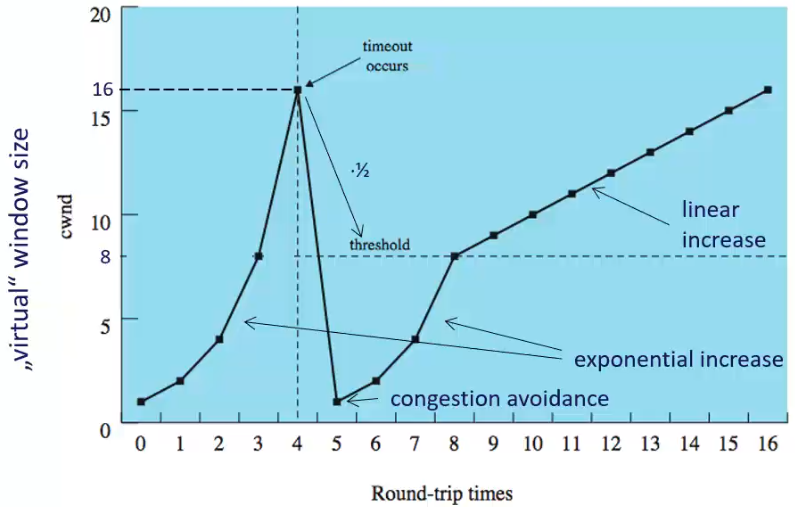 20
timeout
occurs
16
15
·½
„virtual“ window size
cwnd
10
linear
increase
threshold
8
5
exponential increase
congestion avoidance
0
0 1 2 3 4 5 6 7 8 9 10 11 12 13 14 15 16
Round-trip times